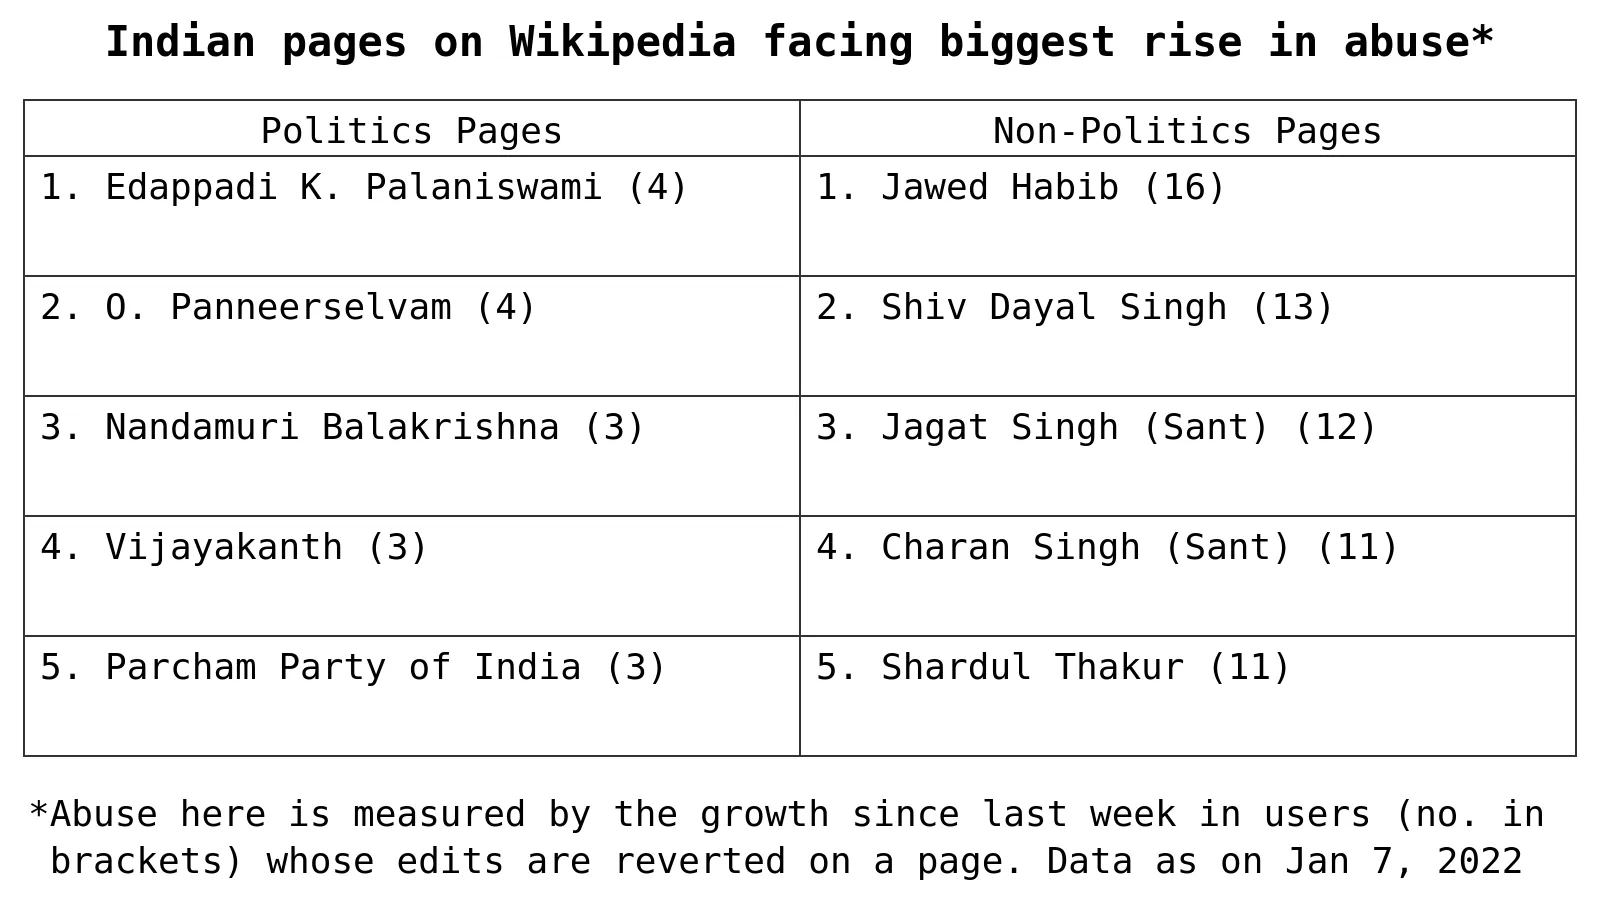 Indian pages on Wikipedia facing biggest rise in abuse*
Politics Pages
Non-Politics Pages
1. Edappadi K. Palaniswami (4)
1. Jawed Habib (16)
2. O. Panneerselvam (4)
2. Shiv Dayal Singh (13)
3. Nandamuri Balakrishna (3)
3. Jagat Singh (Sant) (12)
4. Vijayakanth (3)
4. Charan Singh (Sant) (11)
5. Parcham Party of India (3)
5. Shardul Thakur (11)
*Abuse here is measured by the growth since last week in users (no. in
brackets) whose edits are reverted on a page. Data as on Jan 7, 2022